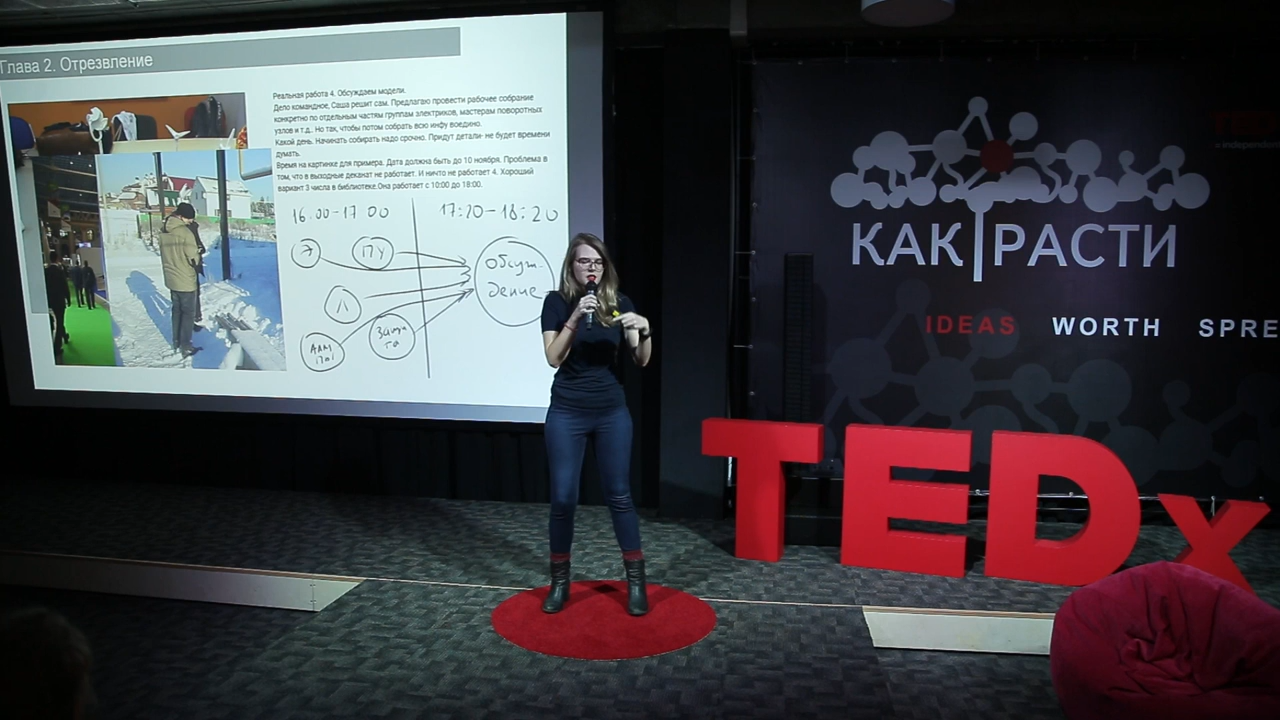 Глава 2. Отрезвление
Реальная работа 4. Обсуждаем модели.
Дело командное, Саша решит сам. Предлагаю провести рабочее собрание
конкретно по отдельным частям группам электриков, мастерам поворотных
узлов и т.д.. Но так, чтобы потом собрать всю инфу воедино.
Какой день. Начинать собирать надо срочно. Придут детали- не будет времени
думать.
Время на картинке для примера. Дата должна быть до 10 ноября. Проблема в
том, что в выходные деканат не работает. И ничто не работает 4. Хороший
вариант 3 числа в библиотеке.Она работает с 10:00 до 18:00.
16:00-17 00
17:20-18:20
Э
ПУ
Л
Обсуж-
дение
КАК РАСТИ
IDEAS WORTH SPRE
TEDx